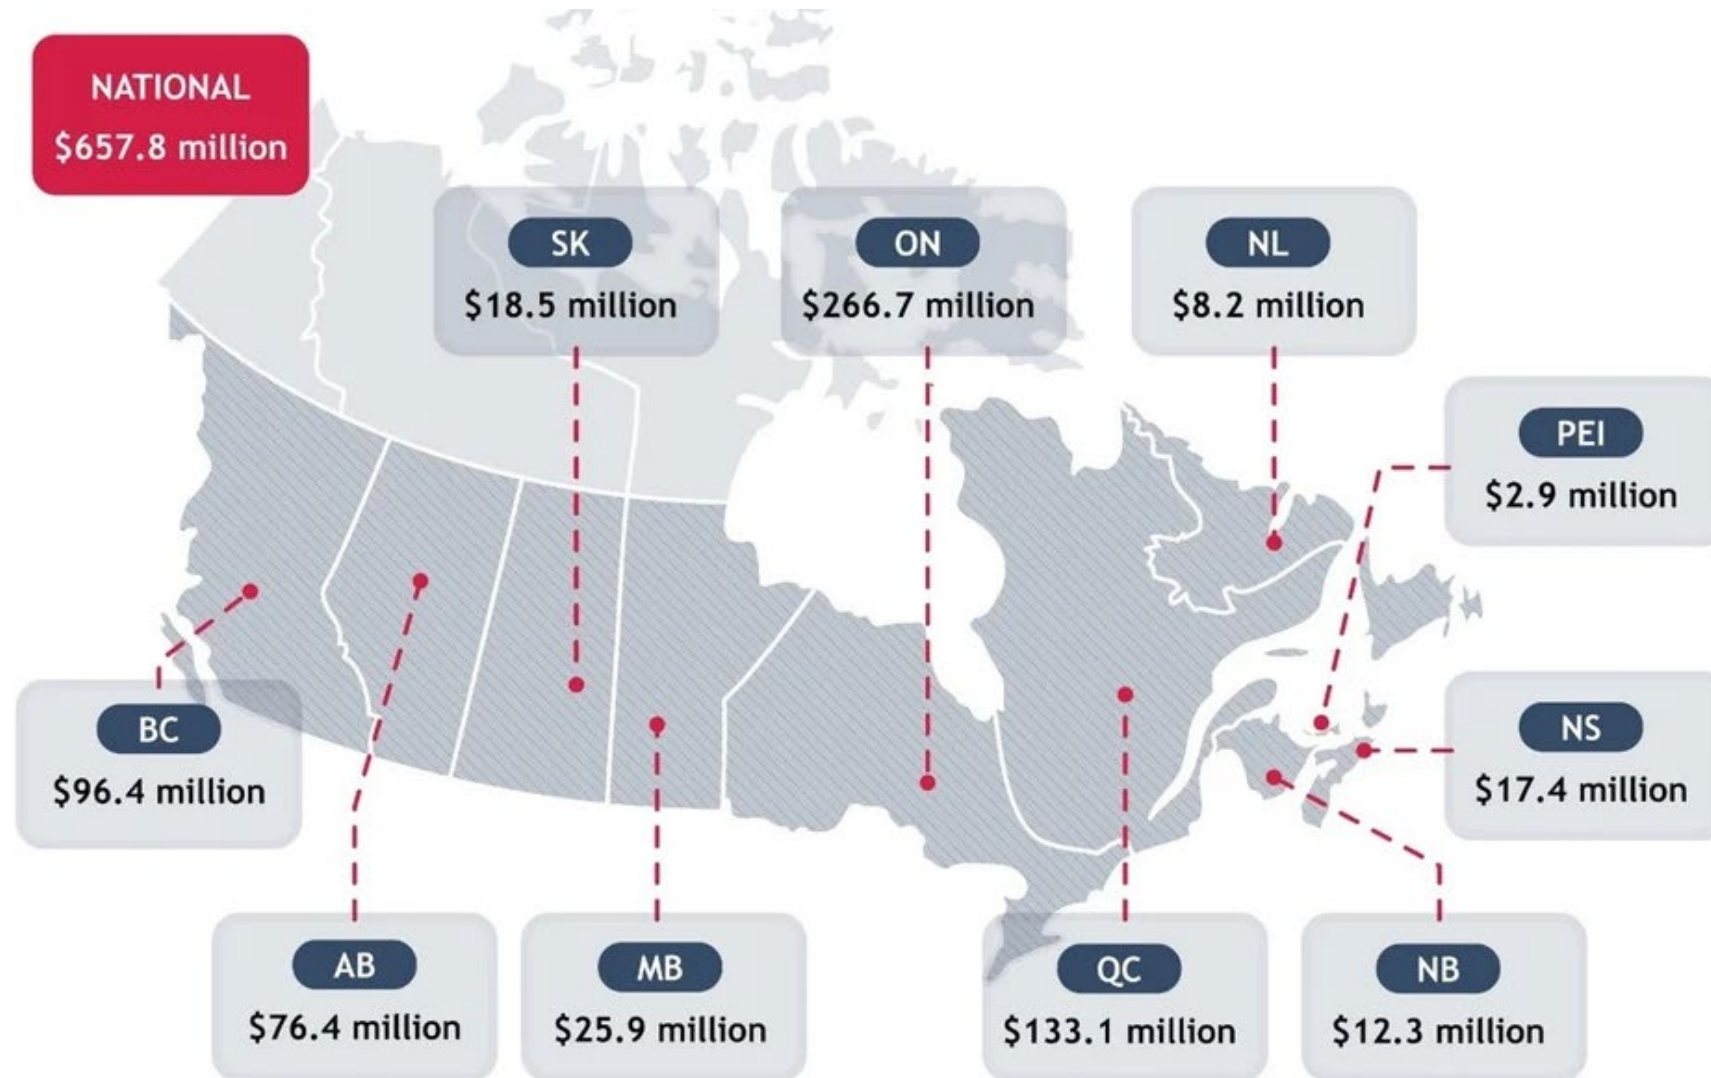 NATIONAL
$657.8 million
SK
$18.5 million
ON
$266.7 million
NL
$8.2 million
PEI
$2.9 million
BC
$96.4 million
NS
$17.4 million
AB
$76.4 million
MB
$25.9 million
QC
$133.1 million
NB
$12.3 million